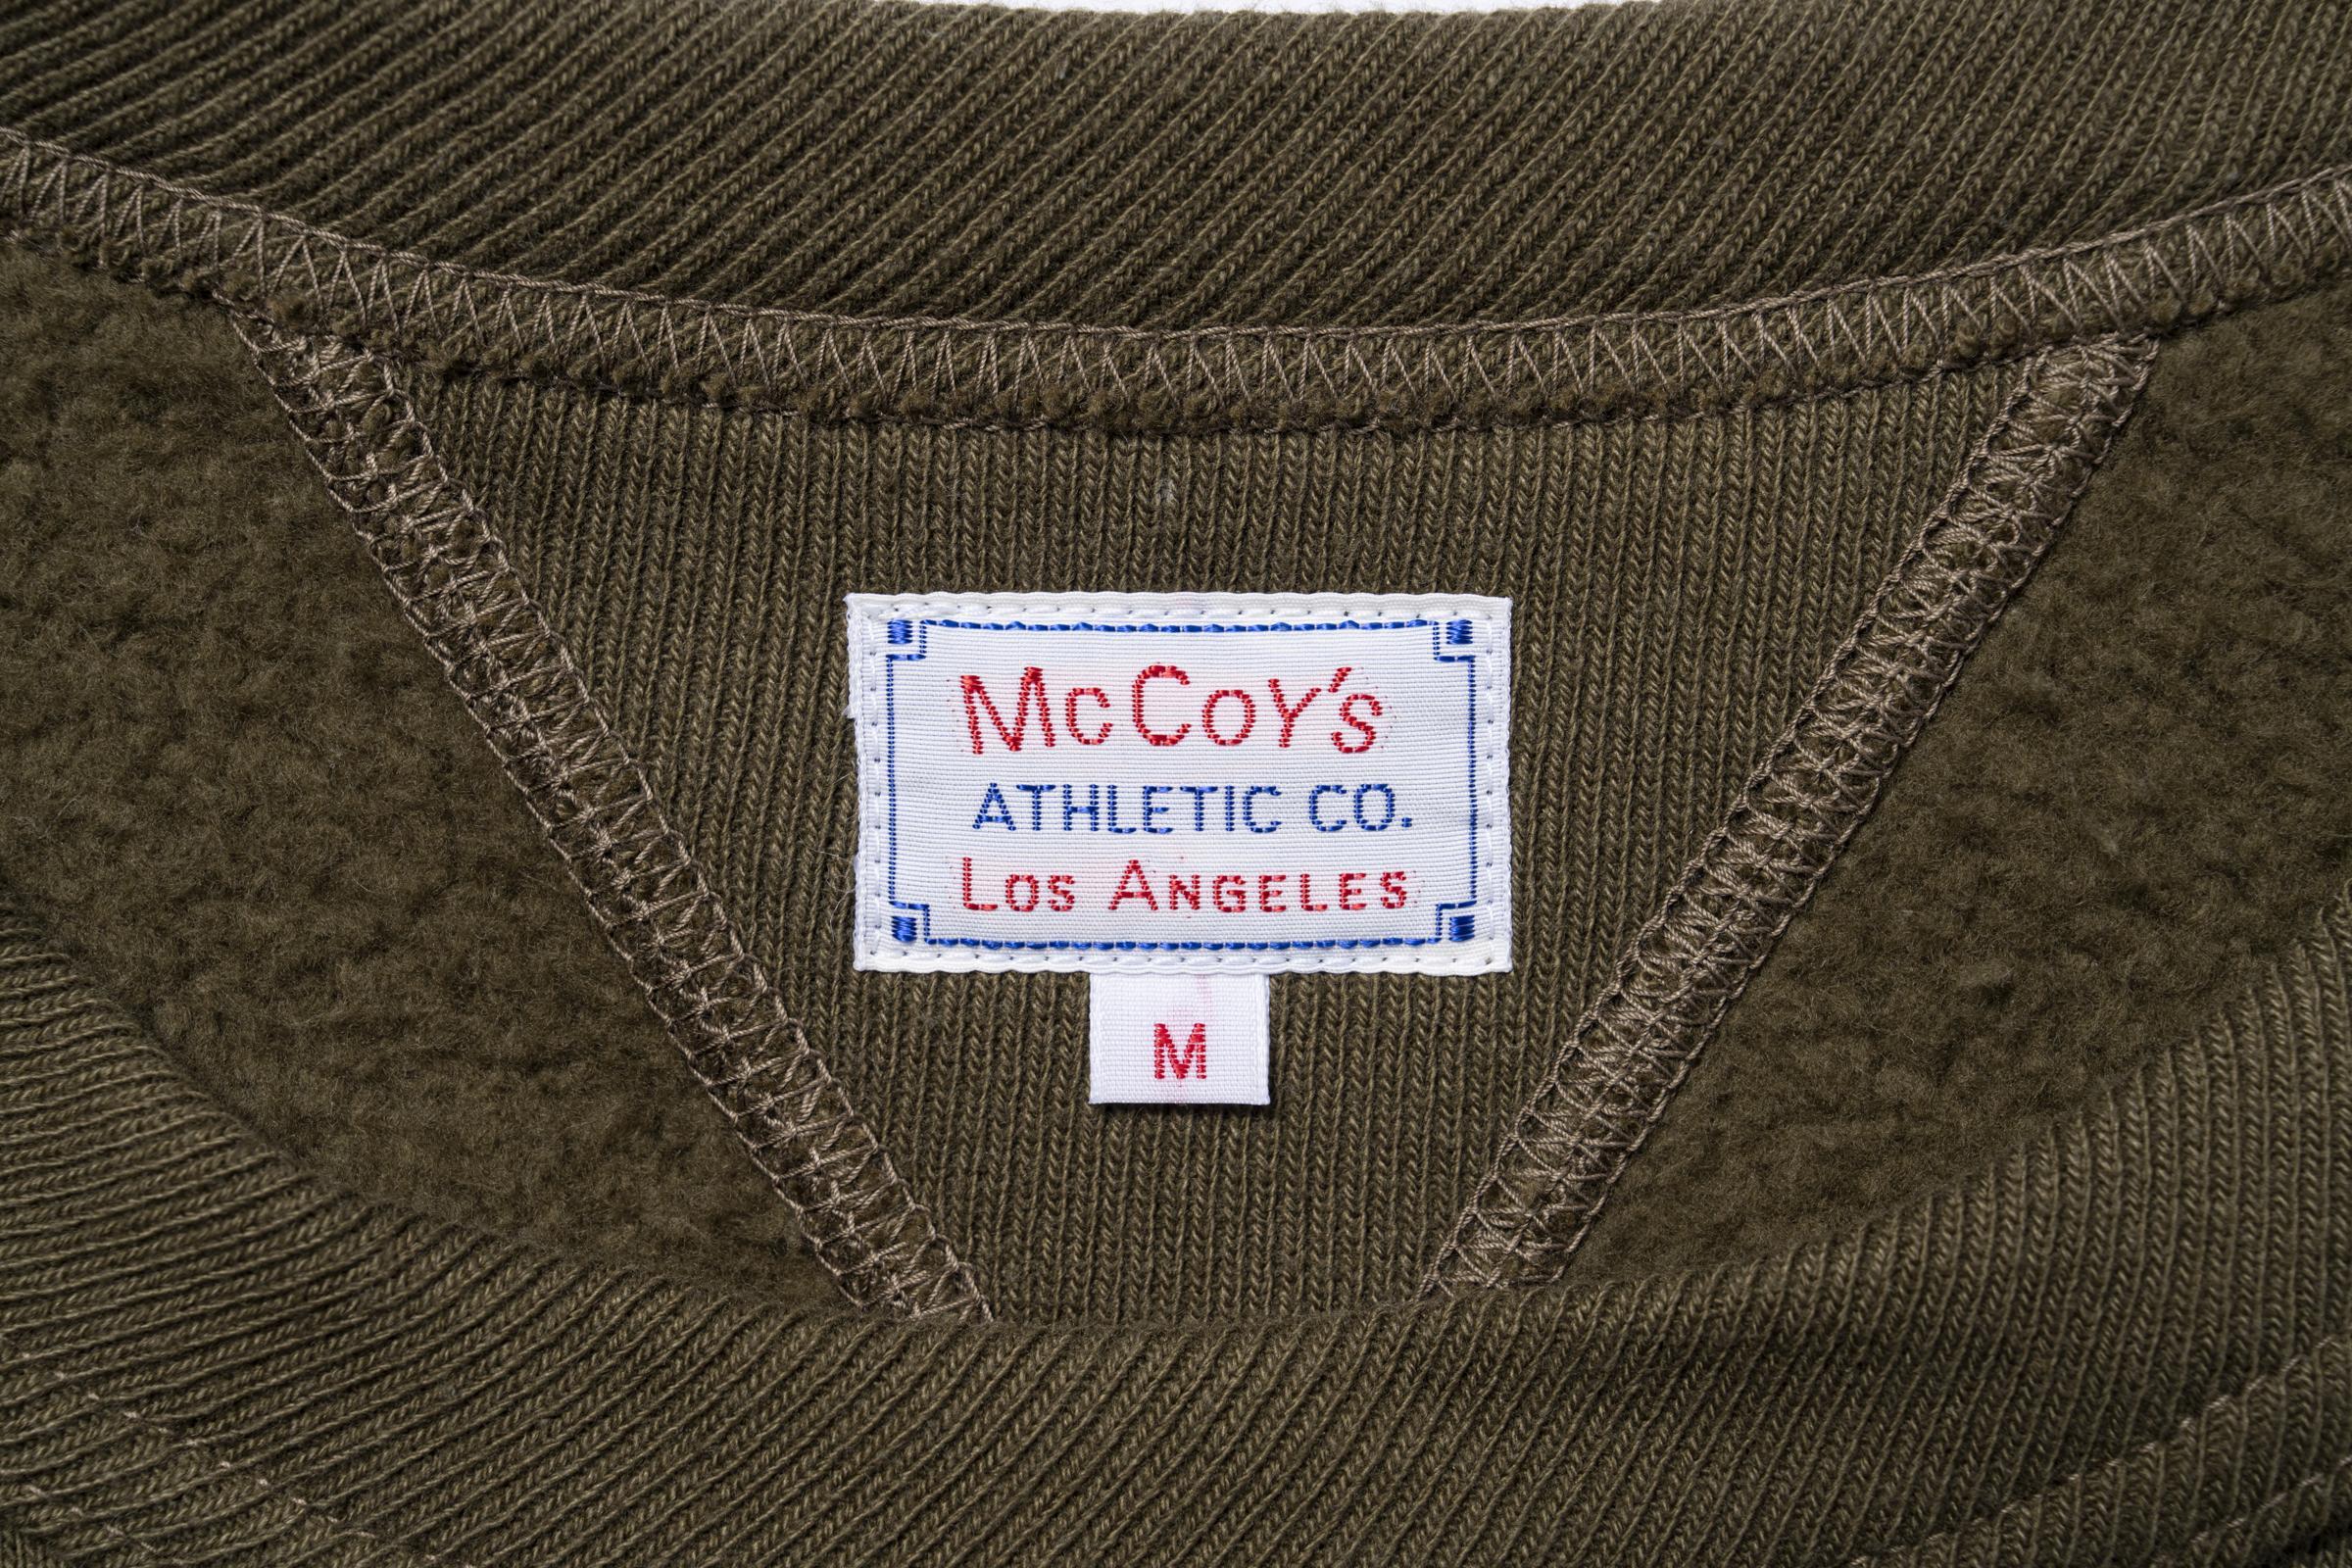 McCoy's
ATHLETIC CO.
Los Angeles
M